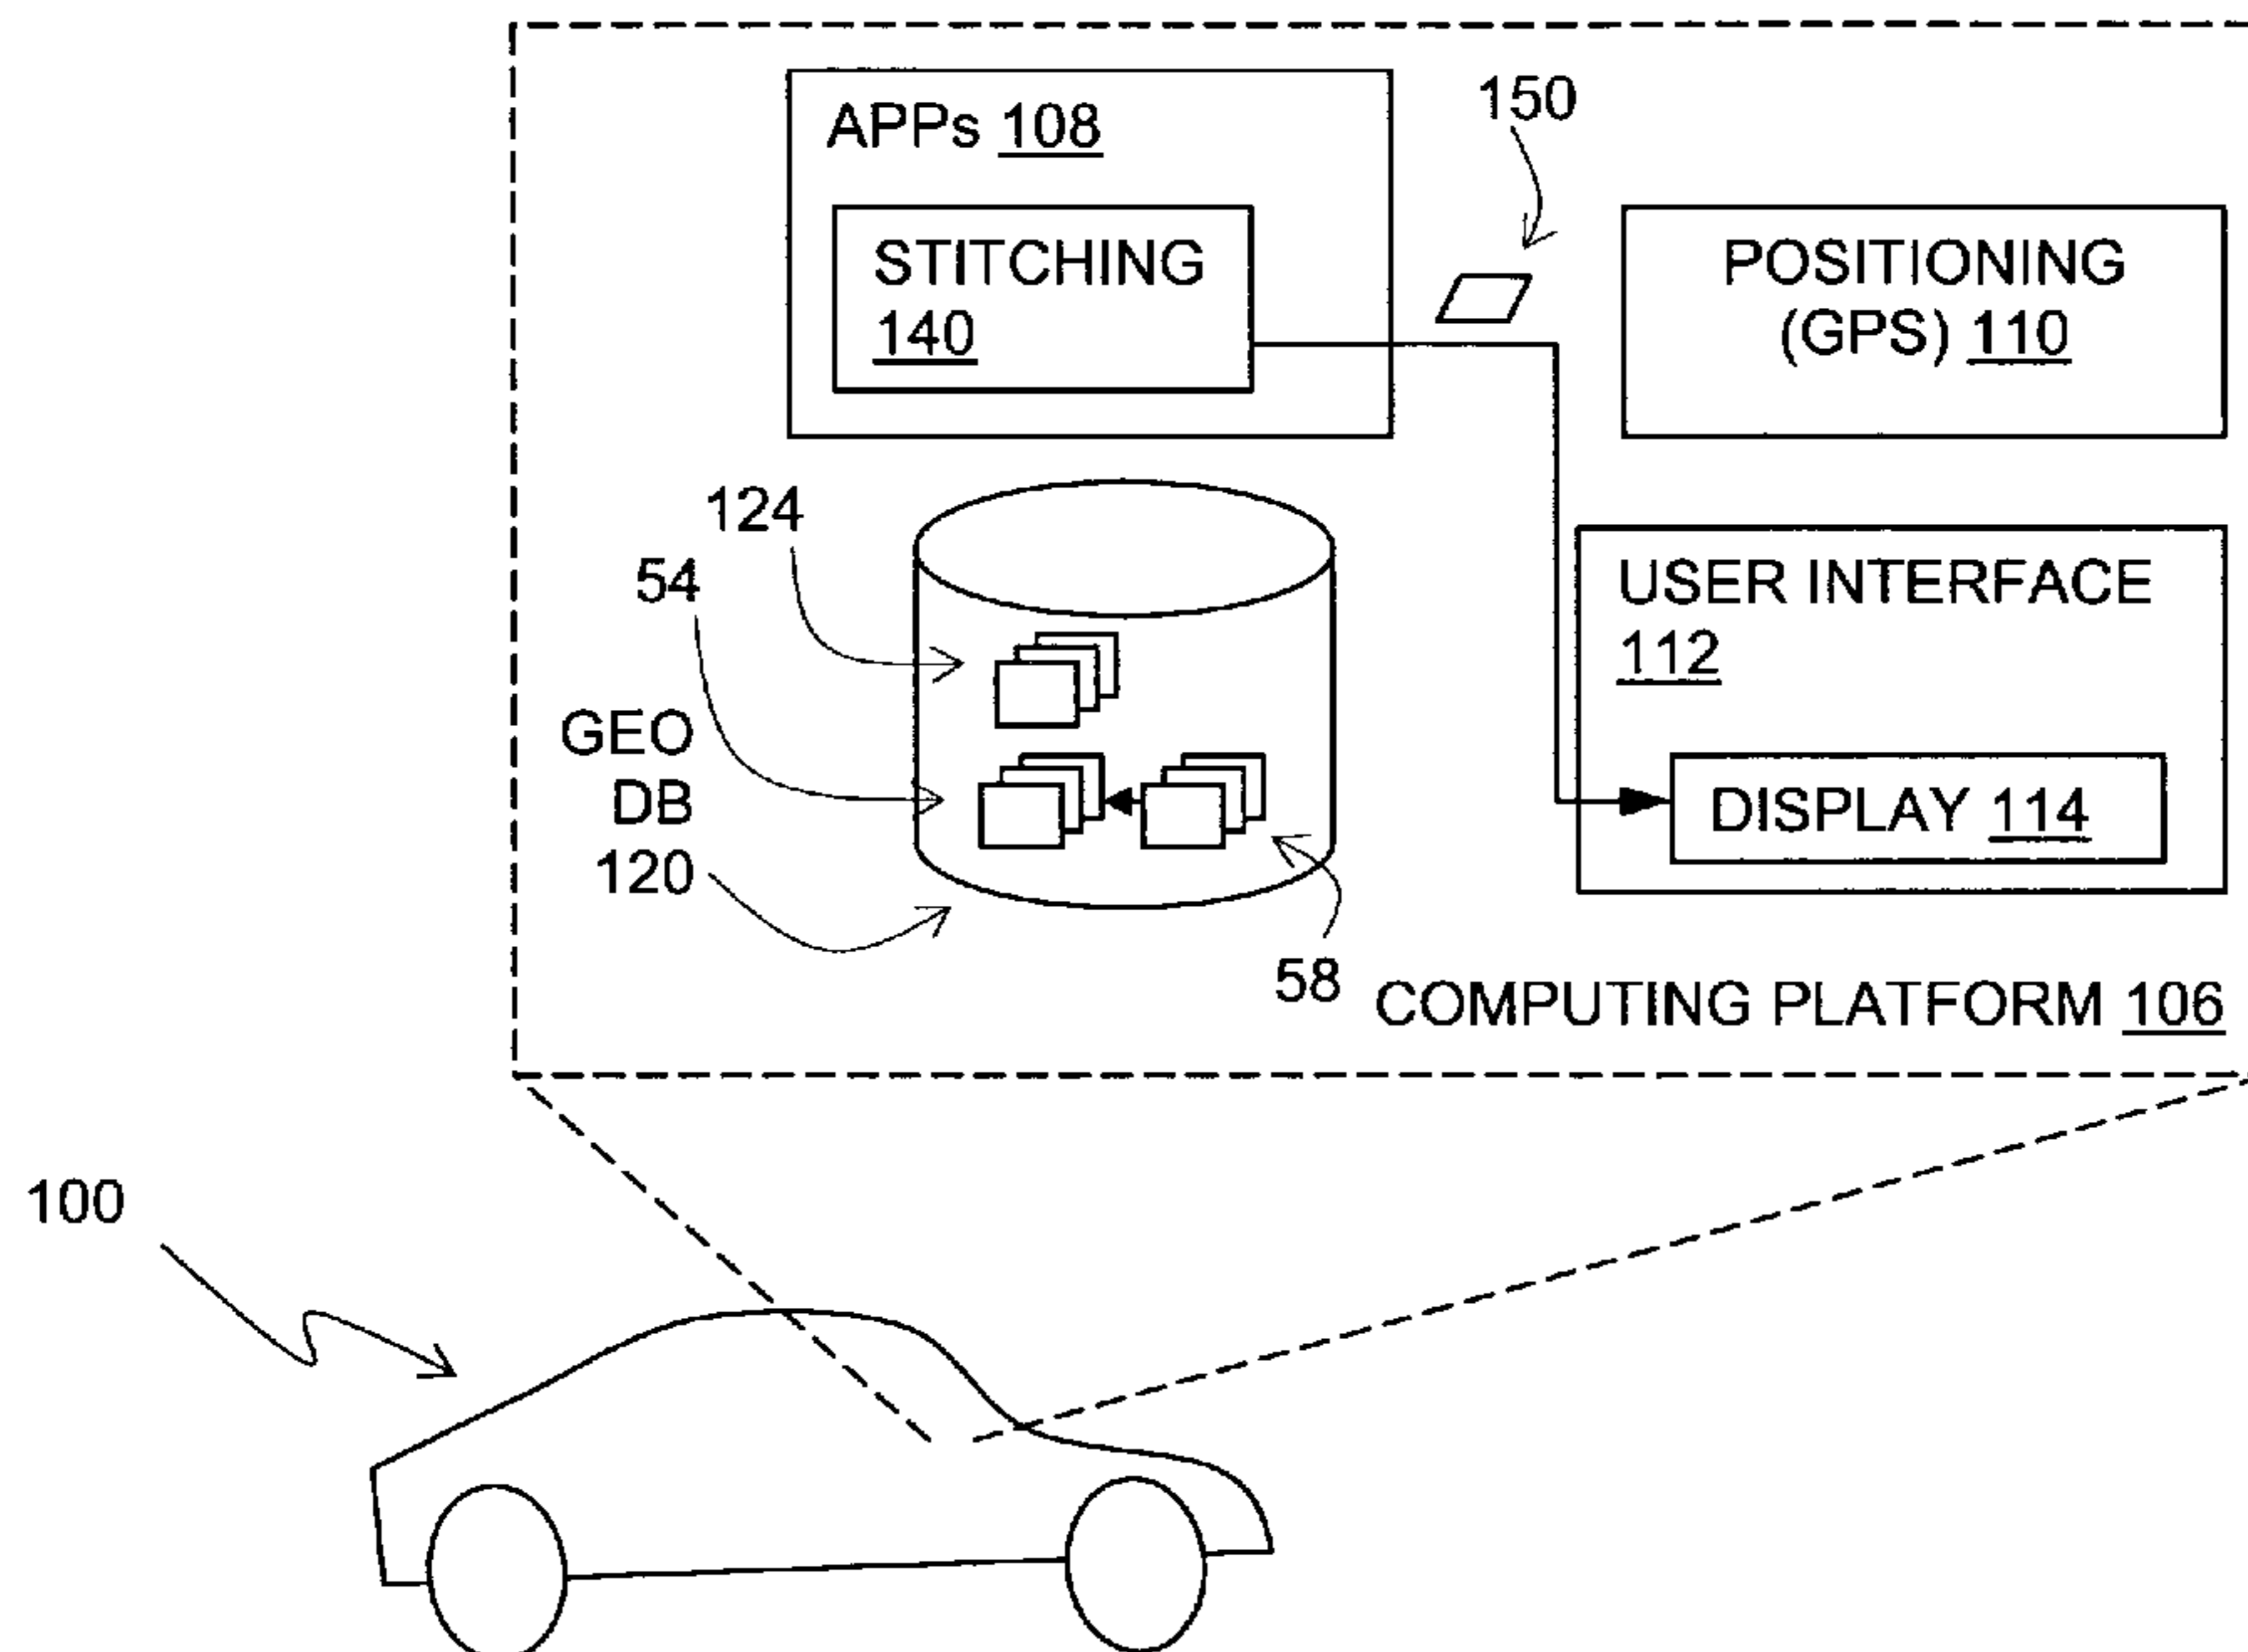 APPs 108
150
STITCHING
140
POSITIONING
(GPS) 110
124
54
GEO
DB
120
USER INTERFACE
112
DISPLAY 114
58
COMPUTING PLATFORM 106
100